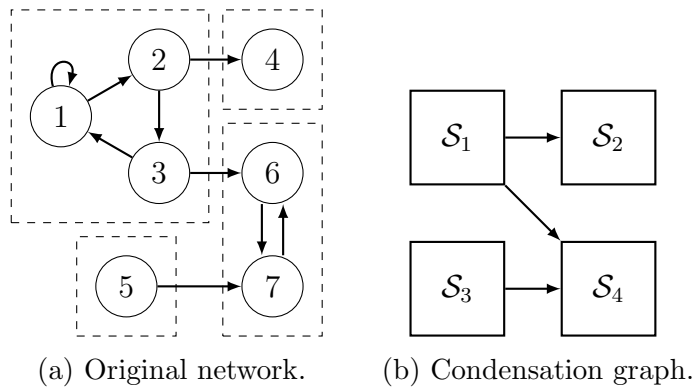 2
4
1
3
6
5
7
(a) Original network.
S₁
S₂
S₃
S₄
(b) Condensation graph.